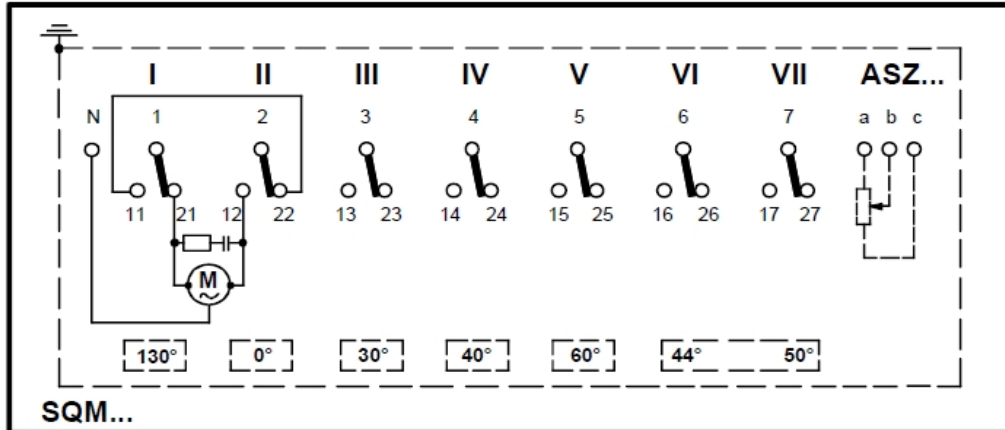 I II III IV V VI VII ASZ...
N 1 2 3 4 5 6 7 a b c
11 21 12 22 13 23 14 24 15 25 16 26 17 27
M
130° 0° 30° 40° 60° 44° 50°
SQM...